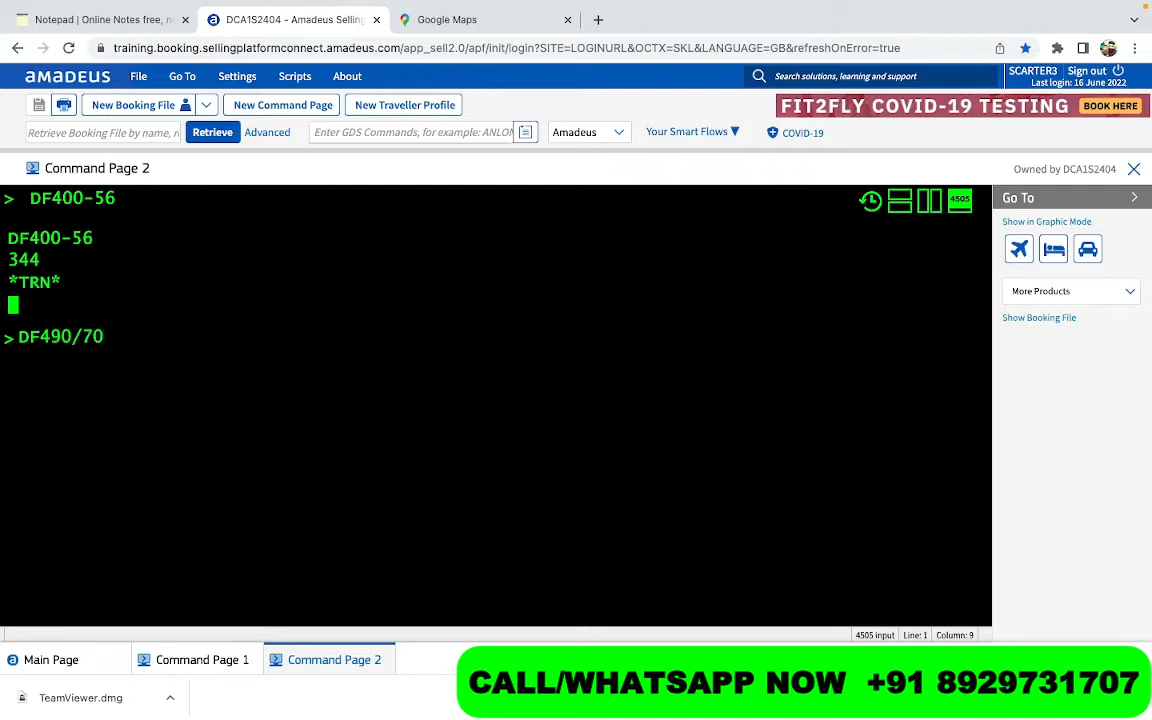 Notepad | Online Notes free, n
DCA1S2404 - Amadeus Selling
Google Maps
training.booking.sellingplatformconnect.amadeus.com/app_sell2.0/apf/init/login?SITE=LOGINURL&OCTX=SKL&LANGUAGE=GB&refreshOnError=true
amadeus
File
Go To
Settings
Scripts
About
Search solutions, learning and support
SCARTER3
Sign out
Last login: 16 June 2022
New Booking File
New Command Page
New Traveller Profile
FIT2FLY COVID-19 TESTING
BOOK HERE
Retrieve Booking File by name, r
Retrieve
Advanced
Enter GDS Commands, for example: ANLON
Amadeus
Your Smart Flows
COVID-19
Command Page 2
Owned by DCA1S2404
> DF400-56
4505
DF400-56
344
*TRN*
>DF490/70
Go To
Show in Graphic Mode
More Products
Show Booking File
4505 input
Line: 1
Column: 9
Main Page
Command Page 1
Command Page 2
TeamViewer.dmg
CALL/WHATSAPP NOW +91 8929731707